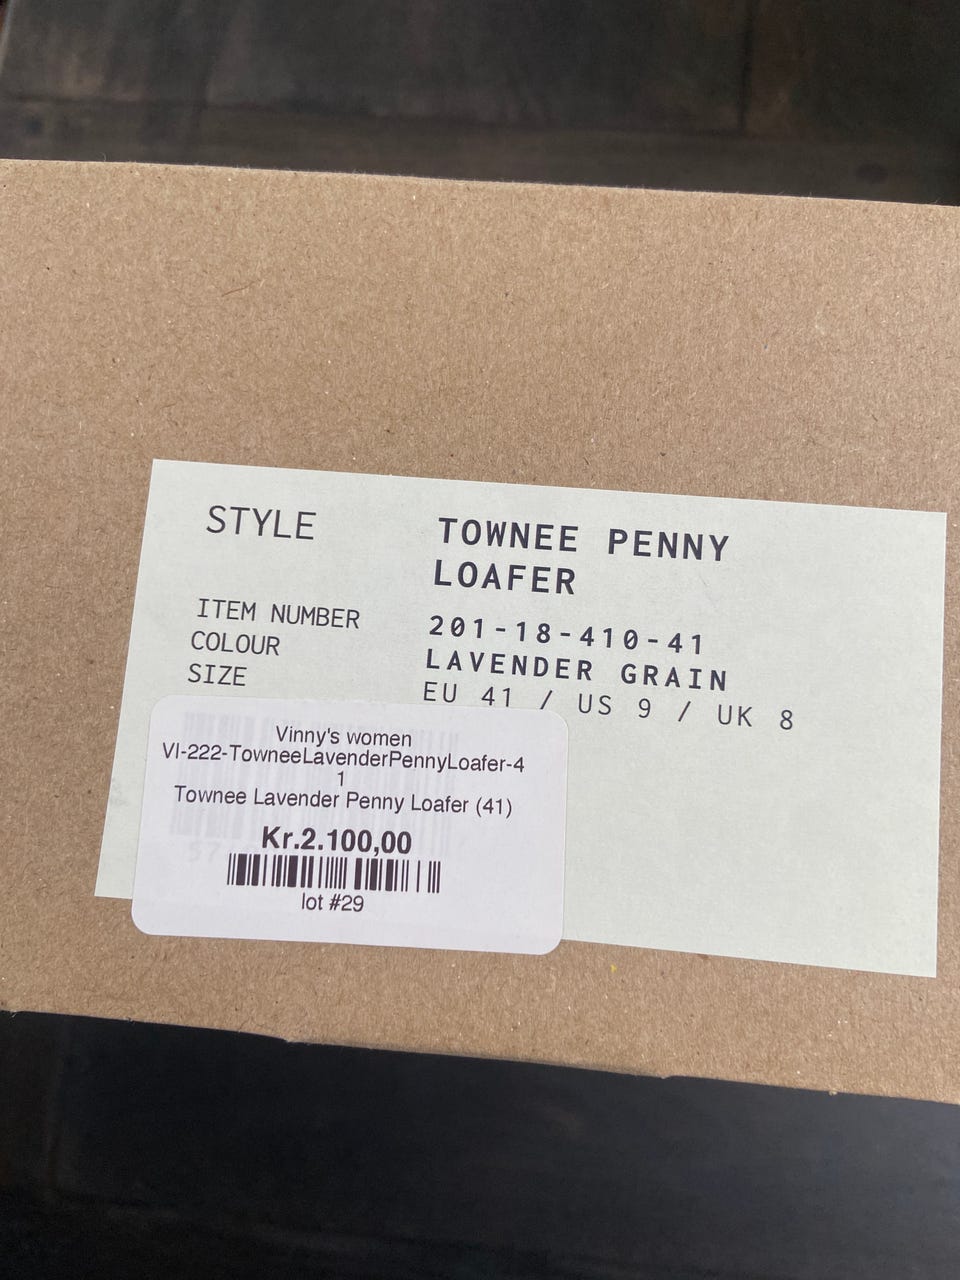 STYLE TOWNEE PENNY
LOAFER
ITEM NUMBER 201-18-410-41
COLOUR LAVENDER GRAIN
SIZE EU 41 / US 9 / UK 8
Vinny's women
VI-222-TowneeLavenderPennyLoafer-4
1
Townee Lavender Penny Loafer (41)
Kr.2.100,00
lot #29